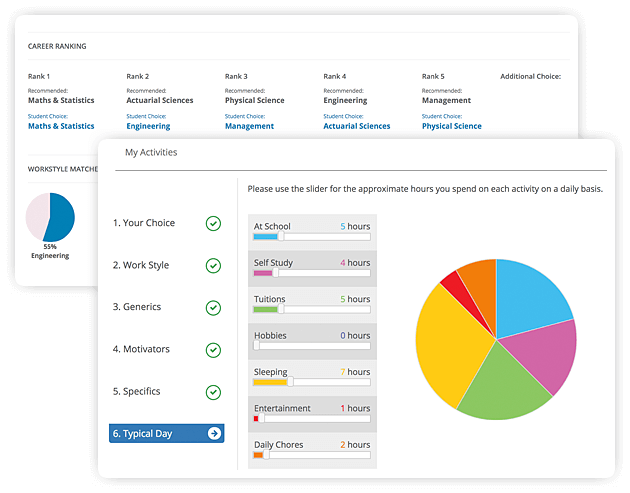 CAREER RANKING
Rank 1 Rank 2 Rank 3 Rank 4 Rank 5 Additional Choice:
Recommended: Recommended: Recommended: Recommended: Recommended:
Maths & Statistics Actuarial Sciences Physical Science Engineering Management
Student Choice: Student Choice: Student Choice: Student Choice: Student Choice:
Maths & Statistics Engineering Management Actuarial Sciences Physical Science
WORKSTYLE MATCHE
55%
Engineering
My Activities
Please use the slider for the approximate hours you spend on each activity on a daily basis.
1. Your Choice
2. Work Style
3. Generics
4. Motivators
5. Specifics
6. Typical Day
At School 5 hours
Self Study 4 hours
Tuitions 5 hours
Hobbies 0 hours
Sleeping 7 hours
Entertainment 1 hours
Daily Chores 2 hours